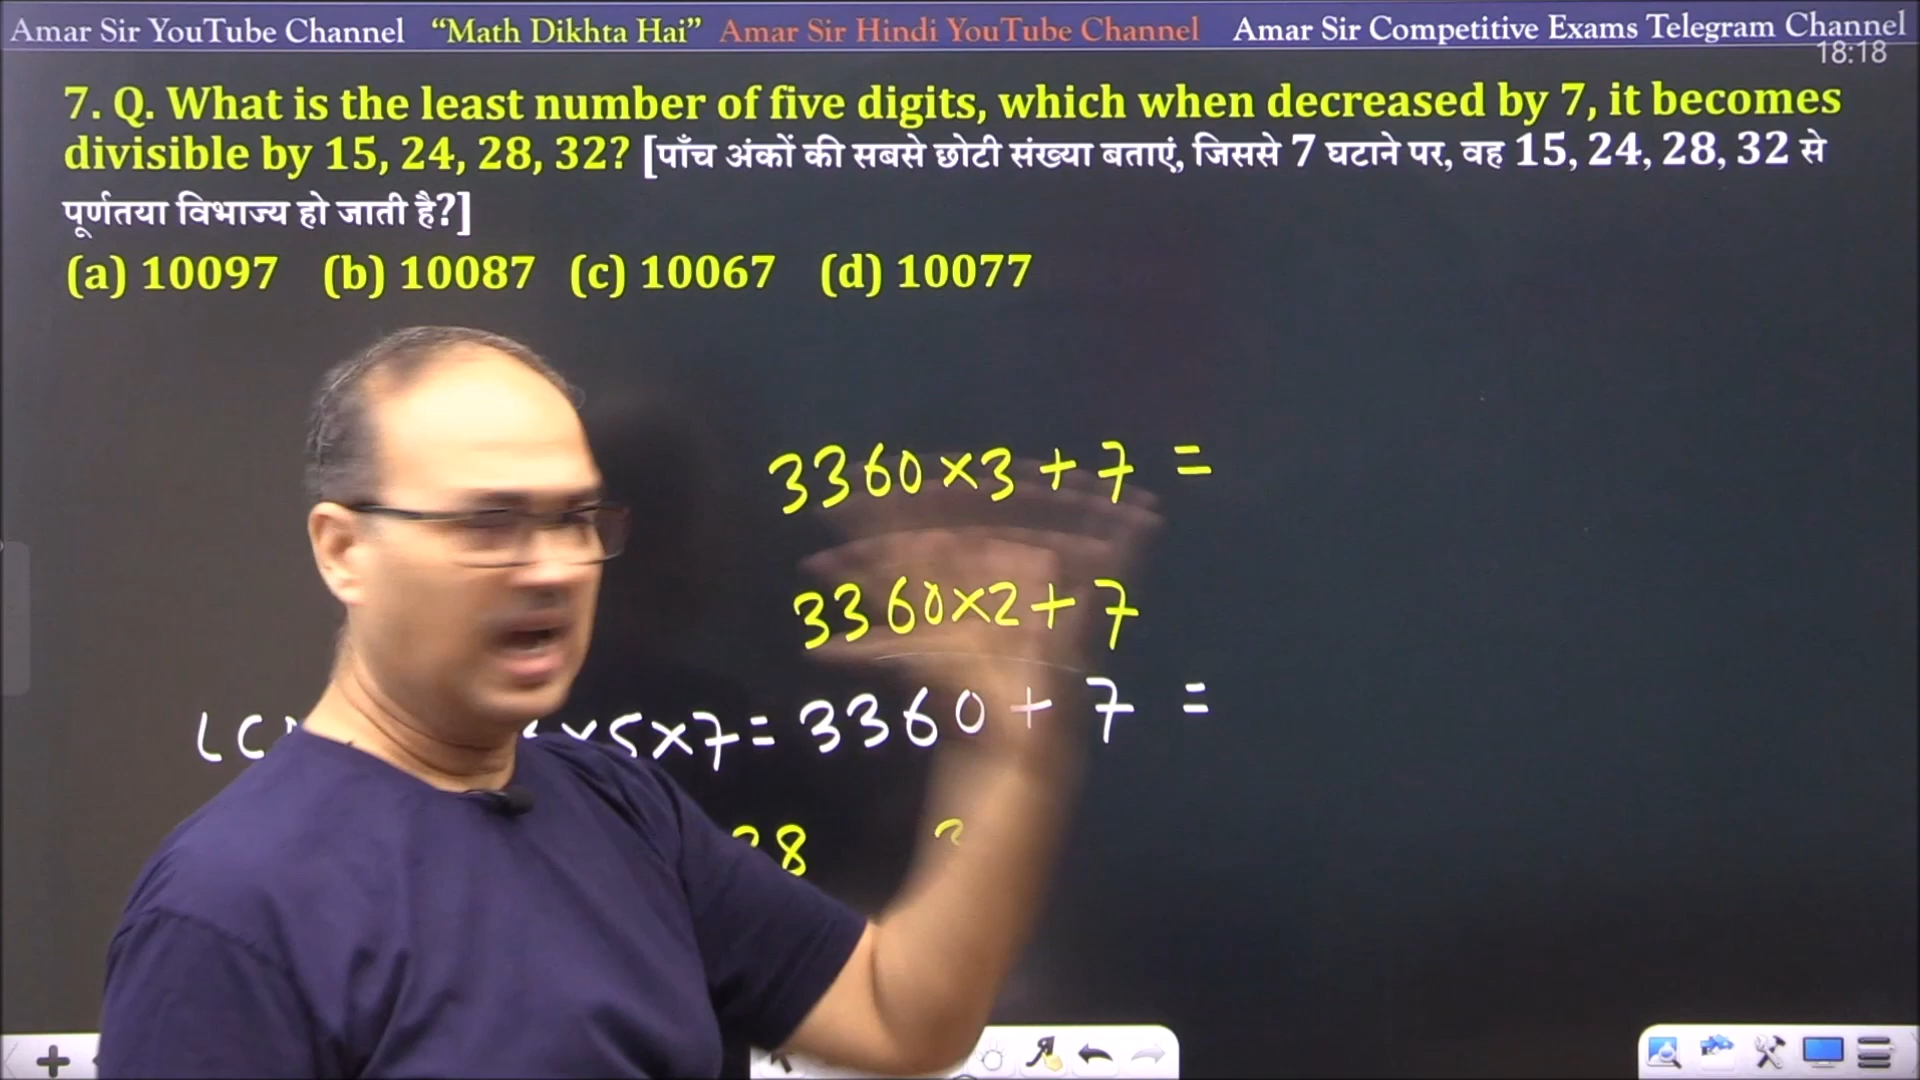 Amar Sir YouTube Channel “Math Dikhta Hai” Amar Sir Hindi YouTube Channel Amar Sir Competitive Exams Telegram Channel
18:18
7. Q. What is the least number of five digits, which when decreased by 7, it becomes
divisible by 15, 24, 28, 32? [पाँच अंकों की सबसे छोटी संख्या बताएं, जिससे 7 घटाने पर, वह 15, 24, 28, 32 से
पूर्णतया विभाज्य हो जाती है?]
(a) 10097 (b) 10087 (c) 10067 (d) 10077
3360×3+7 =
3360×2+7
×5×7=3360+7 =
28